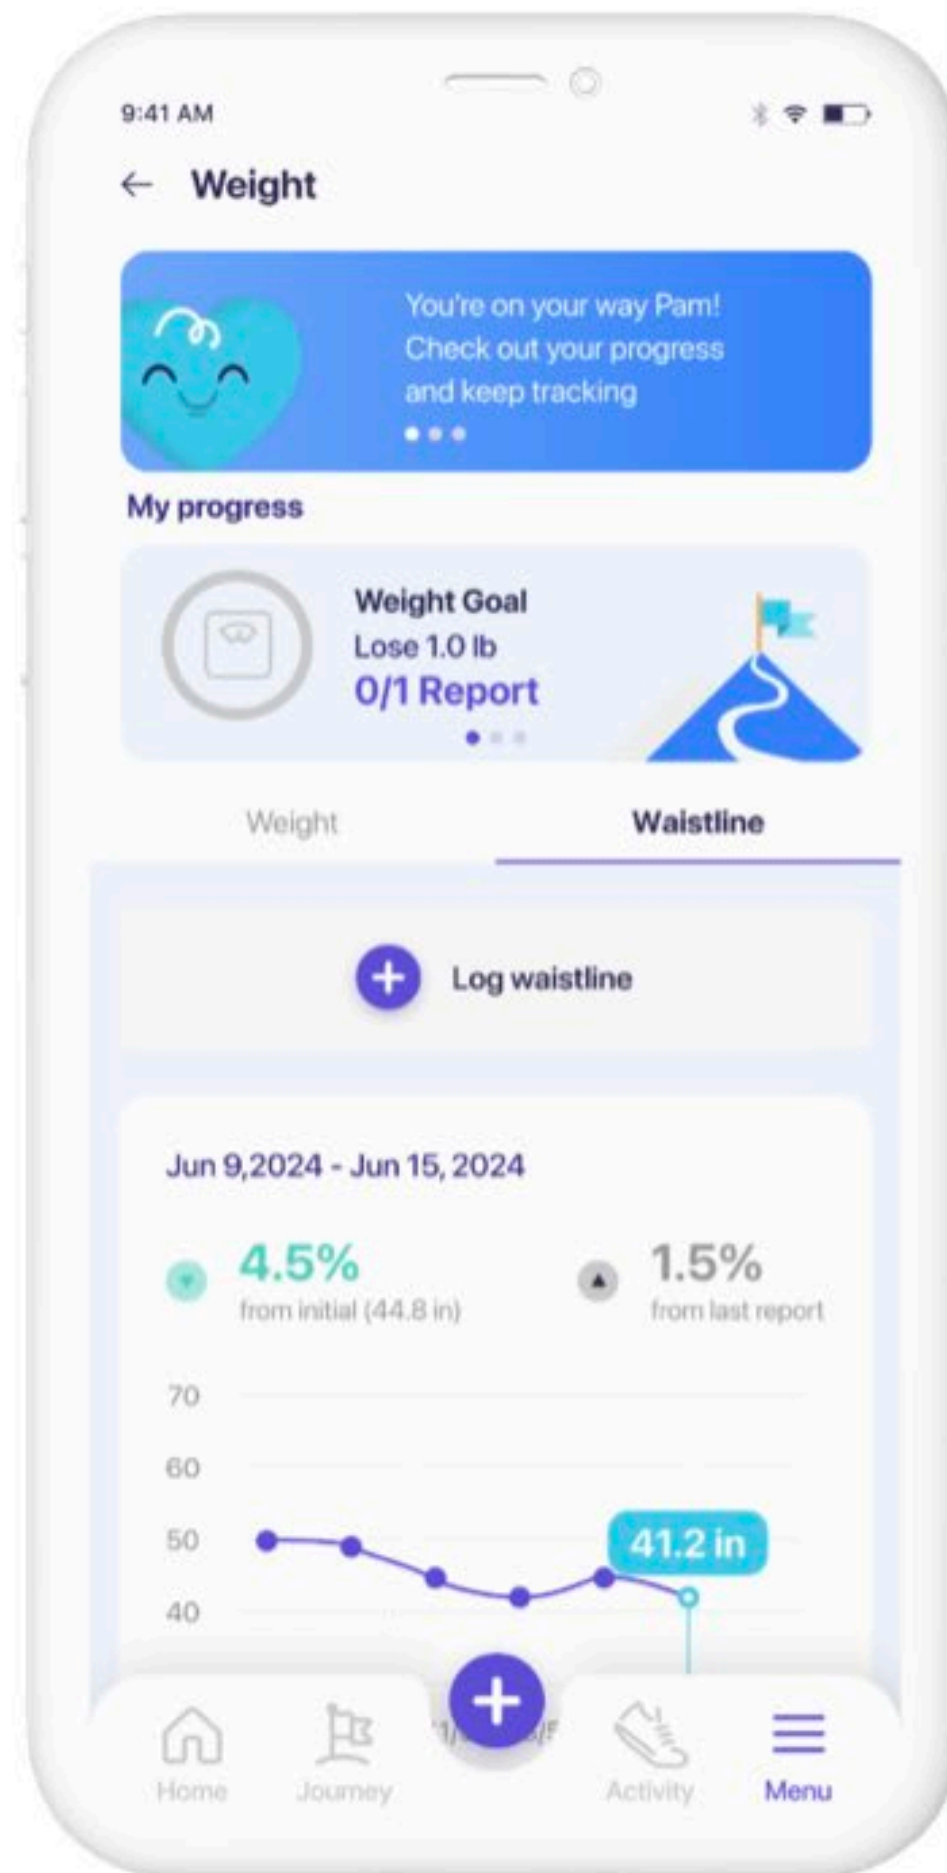 9:41 AM
Weight
You're on your way Pam!
Check out your progress
and keep tracking
My progress
Weight Goal
Lose 1.0 lb
0/1 Report
Weight
Waistline
Log waistline
Jun 9,2024 - Jun 15, 2024
4.5%
from initial (44.8 in)
1.5%
from last report
70
60
50
41.2 in
40
Home
Journey
Activity
Menu